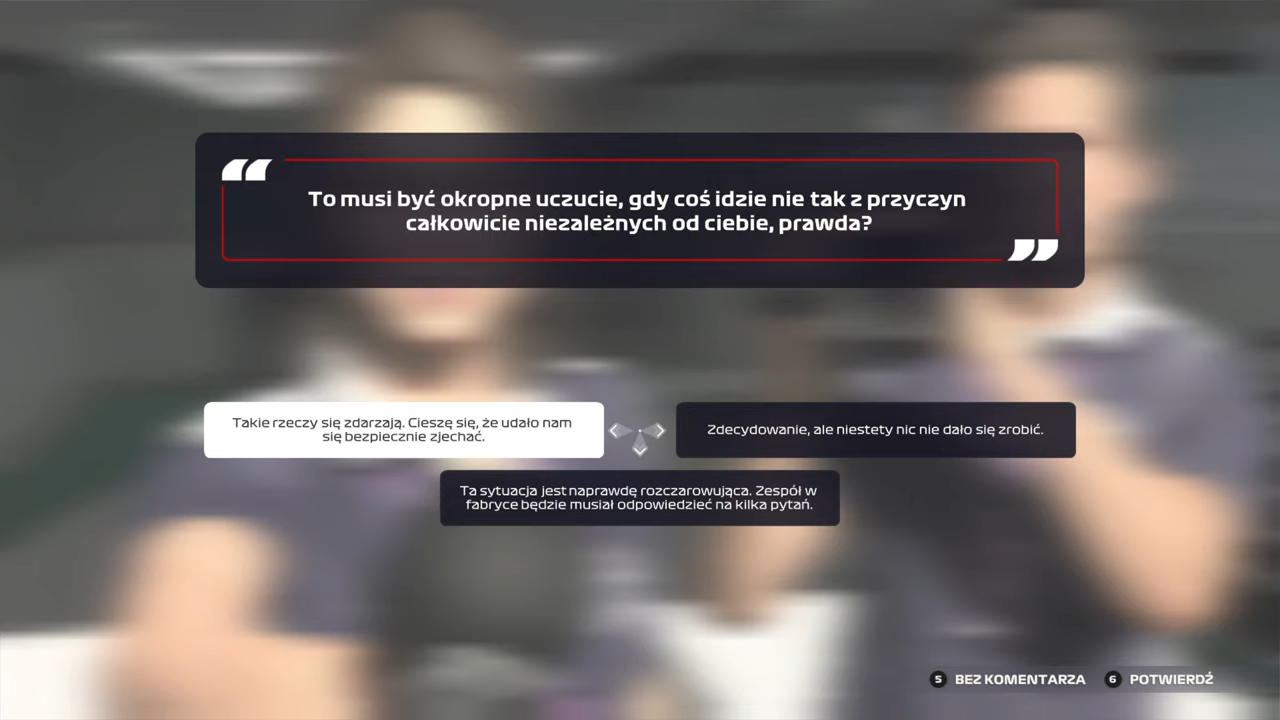 To musi być okropne uczucie, gdy coś idzie nie tak z przyczyn
całkowicie niezależnych od ciebie, prawda?
Takie rzeczy się zdarzają. Cieszę się, że udało nam
się bezpiecznie zjechać.
Zdecydowanie, ale niestety nic nie dało się zrobić.
Ta sytuacja jest naprawdę rozczarowująca. Zespół w
fabryce będzie musiał odpowiedzieć na kilka pytań.
5 BEZ KOMENTARZA 6 POTWIERDŹ